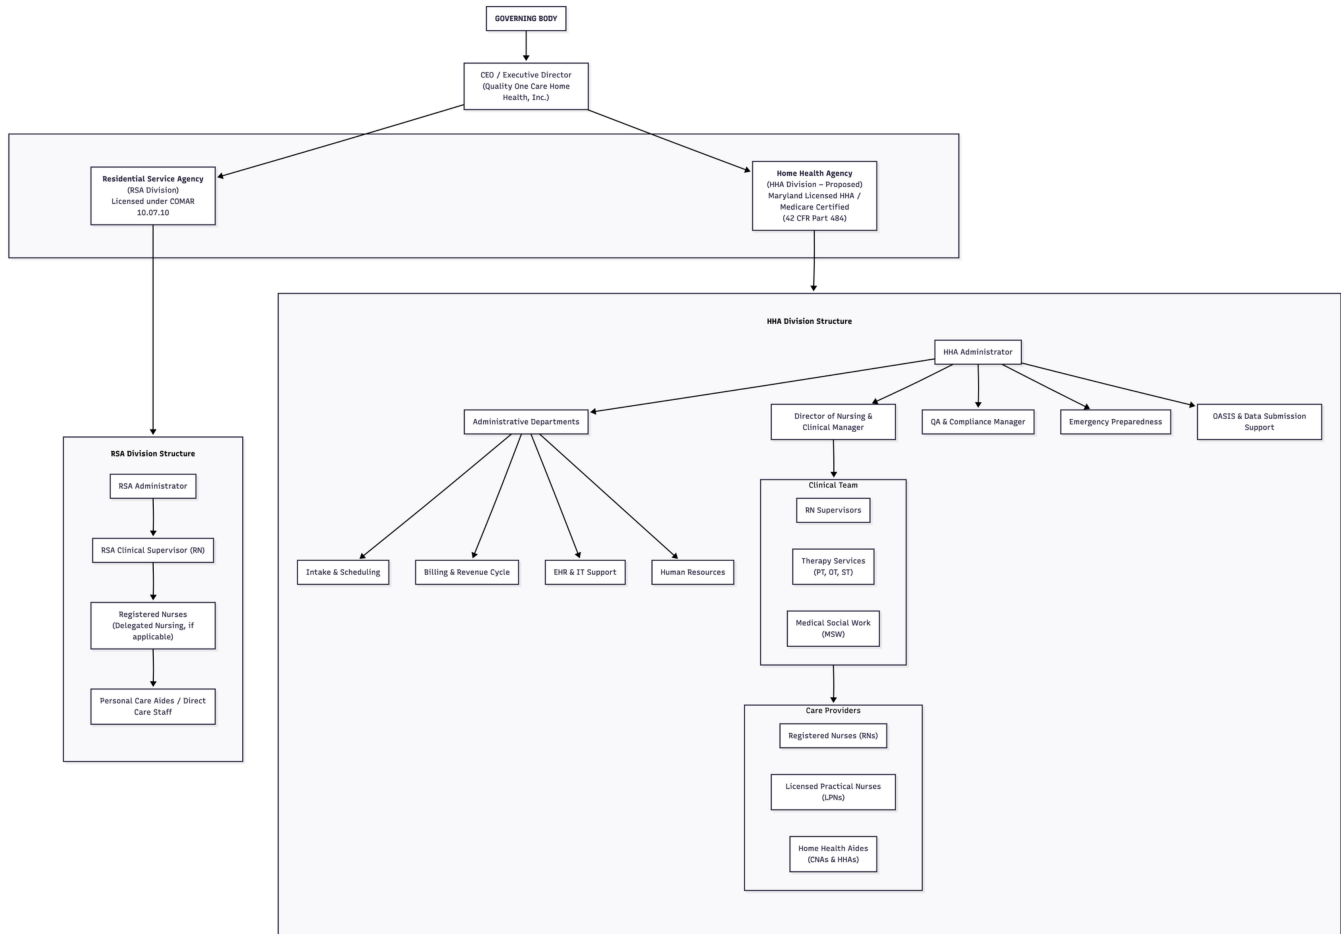 GOVERNING BODY
CEO / Executive Director
(Quality One Care Home
Health, Inc.)
Residential Service Agency
(RSA Division)
Licensed under COMAR
10.07.10
Home Health Agency
(HHA Division – Proposed)
Maryland Licensed HHA /
Medicare Certified
(42 CFR Part 484)
HHA Division Structure
HHA Administrator
Administrative Departments
Director of Nursing &
Clinical Manager
QA & Compliance Manager
Emergency Preparedness
OASIS & Data Submission
Support
RSA Division Structure
RSA Administrator
RSA Clinical Supervisor (RN)
Registered Nurses
(Delegated Nursing, if
applicable)
Personal Care Aides / Direct
Care Staff
Intake & Scheduling
Billing & Revenue Cycle
EHR & IT Support
Human Resources
Clinical Team
RN Supervisors
Therapy Services
(PT, OT, ST)
Medical Social Work
(MSW)
Care Providers
Registered Nurses (RNs)
Licensed Practical Nurses
(LPNs)
Home Health Aides
(CNAs & HHAs)